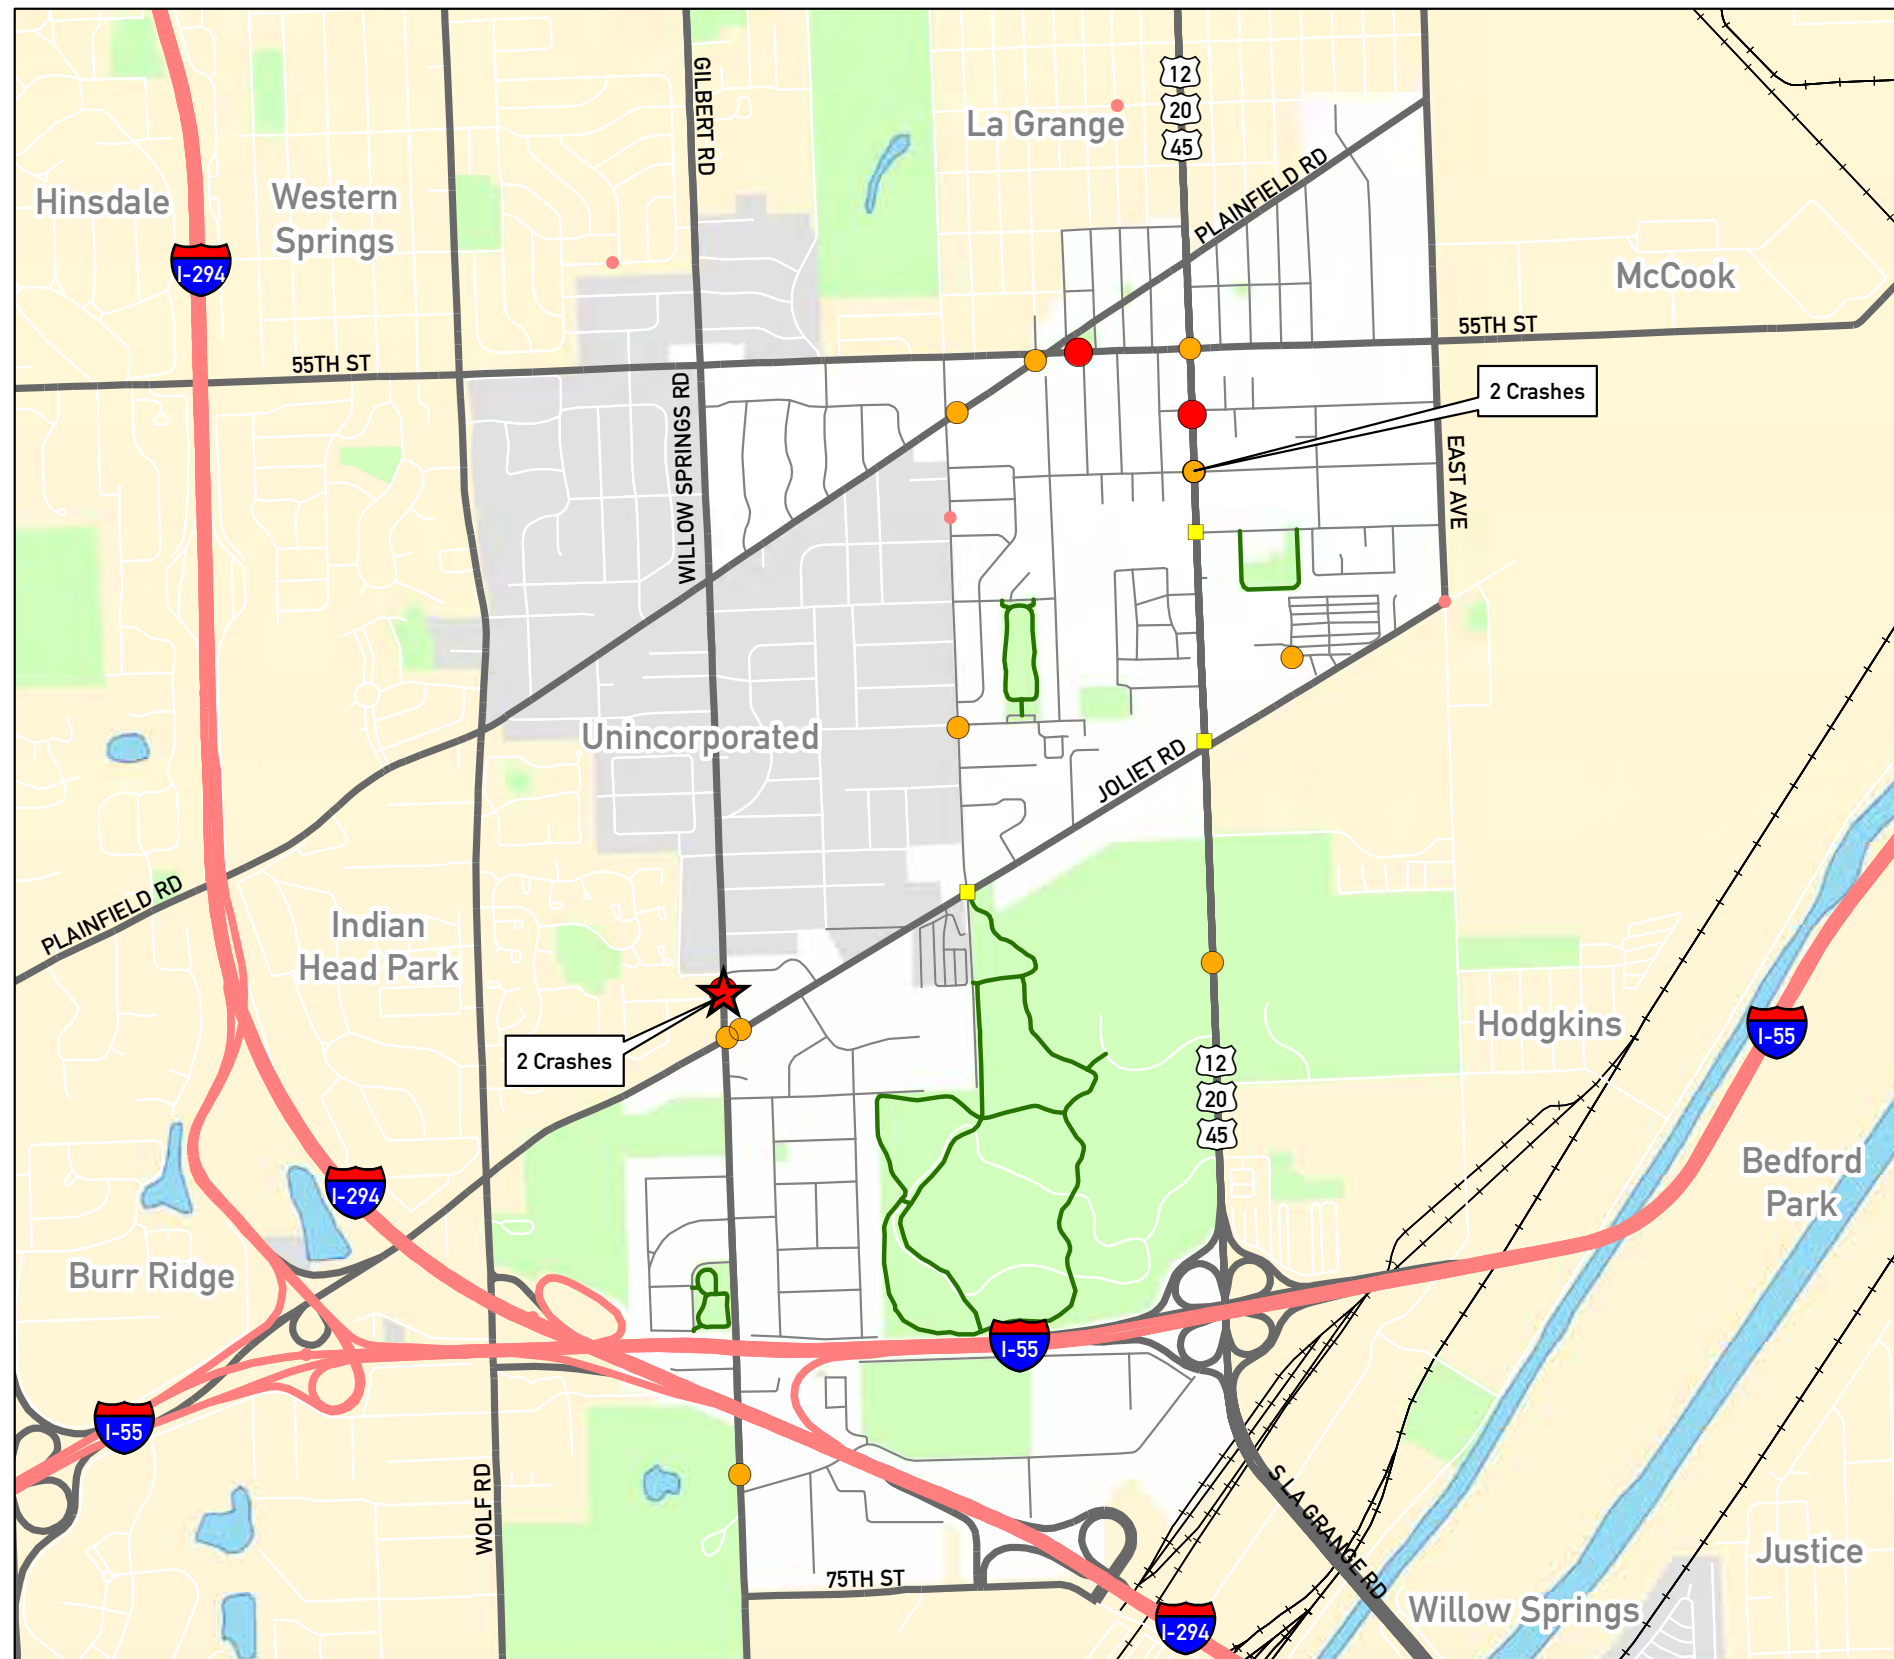 GILBERT RD
12
20
45
La Grange
PLAINFIELD RD
Hinsdale
Western
Springs
I-294
McCook
55TH ST
55TH ST
2 Crashes
WILLOW SPRINGS RD
EAST AVE
Unincorporated
JOLIET RD
PLAINFIELD RD
Indian
Head Park
2 Crashes
Hodgkins
I-55
12
20
45
Bedford
Park
I-294
Burr Ridge
I-55
I-55
WOLF RD
S LA GRANGE RD
75TH ST
Justice
Willow Springs
I-294